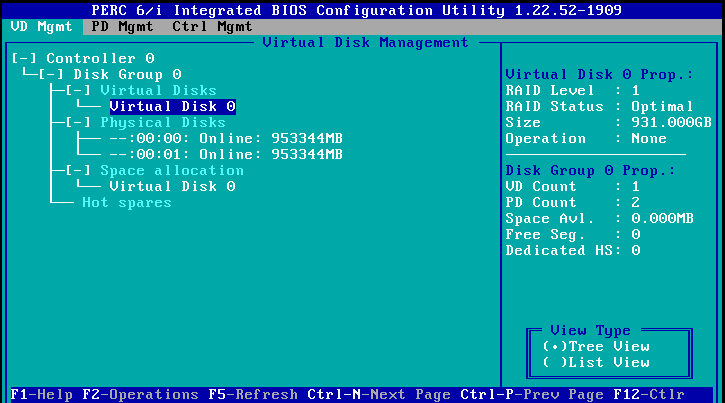 PERC 6/i Integrated BIOS Configuration Utility 1.22.52-1909
VD Mgmt PD Mgmt Ctrl Mgmt
Virtual Disk Management
[-] Controller 0
[-] Disk Group 0
[-] Virtual Disks
Virtual Disk 0
[-] Physical Disks
--:00:00: Online: 953344MB
--:00:01: Online: 953344MB
[-] Space allocation
Virtual Disk 0
Hot spares
Virtual Disk 0 Prop.:
RAID Level : 1
RAID Status : Optimal
Size : 931.000GB
Operation : None
Disk Group 0 Prop.:
VD Count : 1
PD Count : 2
Space Avl. : 0.000MB
Free Seg. : 0
Dedicated HS: 0
View Type
(•)Tree View
( )List View
F1-Help F2-Operations F5-Refresh Ctrl-N-Next Page Ctrl-P-Prev Page F12-Ctlr